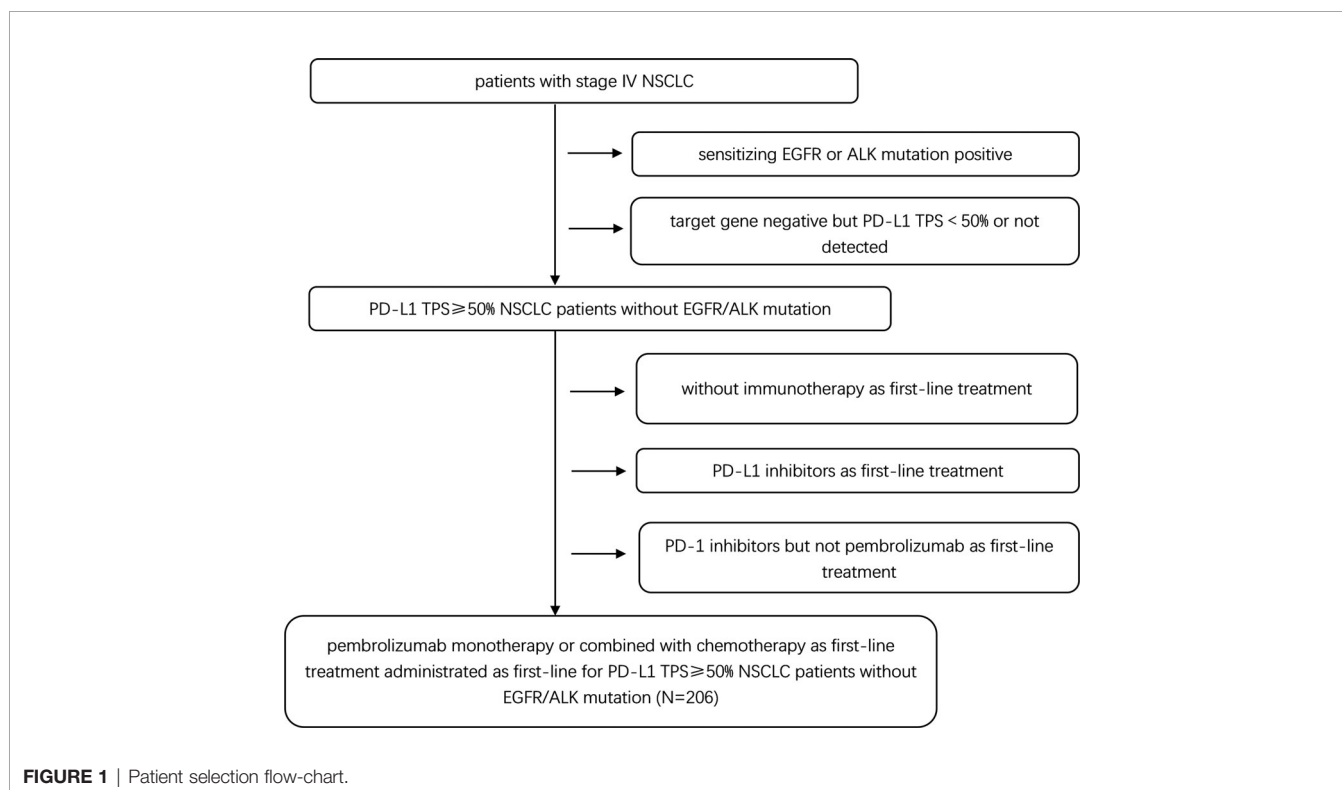 patients with stage IV NSCLC
sensitizing EGFR or ALK mutation positive
target gene negative but PD-L1 TPS < 50% or not
detected
PD-L1 TPS≥50% NSCLC patients without EGFR/ALK mutation
without immunotherapy as first-line treatment
PD-L1 inhibitors as first-line treatment
PD-1 inhibitors but not pembrolizumab as first-line
treatment
pembrolizumab monotherapy or combined with chemotherapy as first-line
treatment administrated as first-line for PD-L1 TPS≥50% NSCLC patients without
EGFR/ALK mutation (N=206)
FIGURE 1 | Patient selection flow-chart.